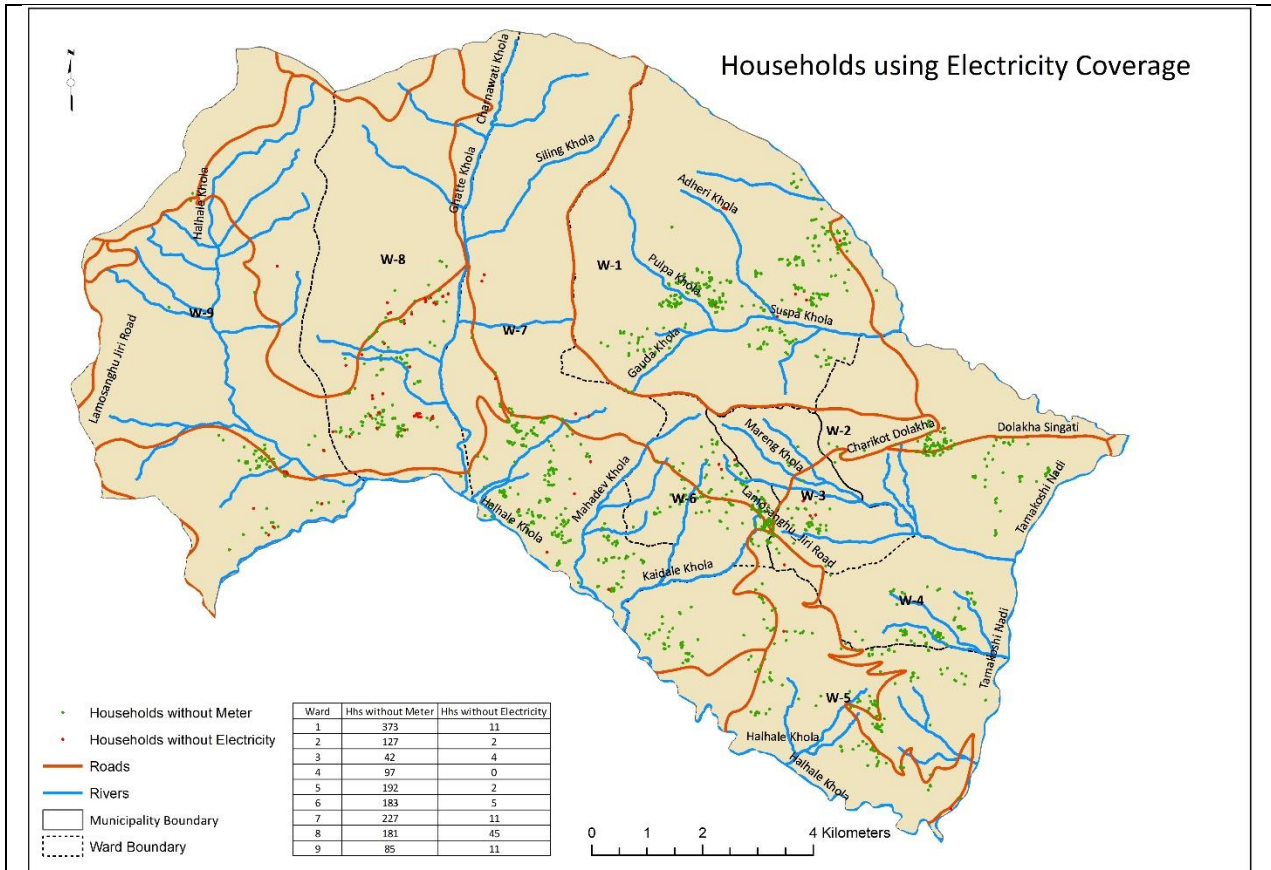 Households using Electricity Coverage
N
Charnawati Khola
Ghatte Khola
Siling Khola
Adheri Khola
Halhale Khola
W-8
W-1
Pulpa Khola
W-9
W-7
Suspa Khola
Gauda Khola
Lamosanghu Jiri Road
W-2
Charikot Dolakha
Dolakha Singati
Mareng Khola
Mahadev Khola
W-6
W-3
Lamosanghu_Jiri Road
Halhale Khola
Tamakoshi Nadi
Kaidale Khola
W-4
Tamakoshi Nadi
W-5
Halhale Khola
Halhale Khola
Households without Meter
Households without Electricity
Roads
Rivers
Municipality Boundary
Ward Boundary
Ward Hhs without Meter Hhs without Electricity
1 373 11
2 127 2
3 42 4
4 97 0
5 192 2
6 183 5
7 227 11
8 181 45
9 85 11
0 1 2 4 Kilometers